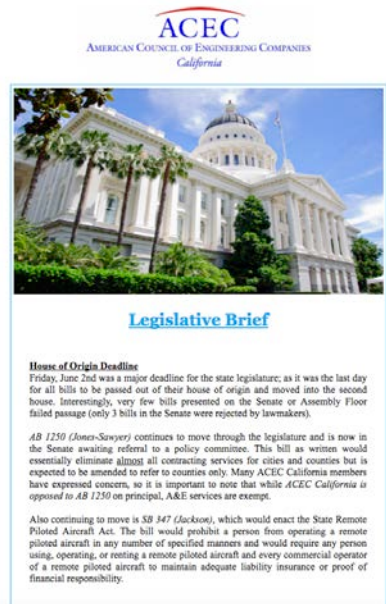 ACEC
AMERICAN COUNCIL OF ENGINEERING COMPANIES
California
Legislative Brief
House of Origin Deadline
Friday, June 2nd was a major deadline for the state legislature; as it was the last day
for all bills to be passed out of their house of origin and moved into the second
house. Interestingly, very few bills presented on the Senate or Assembly Floor
failed passage (only 3 bills in the Senate were rejected by lawmakers).
AB 1250 (Jones-Sawyer) continues to move through the legislature and is now in
the Senate awaiting referral to a policy committee. This bill as written would
essentially eliminate almost all contracting services for cities and counties but is
expected to be amended to refer to counties only. Many ACEC California members
have expressed concern, so it is important to note that while ACEC California is
opposed to AB 1250 on principal, A&E services are exempt.
Also continuing to move is SB 347 (Jackson), which would enact the State Remote
Piloted Aircraft Act. The bill would prohibit a person from operating a remote
piloted aircraft in any number of specified manners and would require any person
using, operating, or renting a remote piloted aircraft and every commercial operator
of a remote piloted aircraft to maintain adequate liability insurance or proof of
financial responsibility.